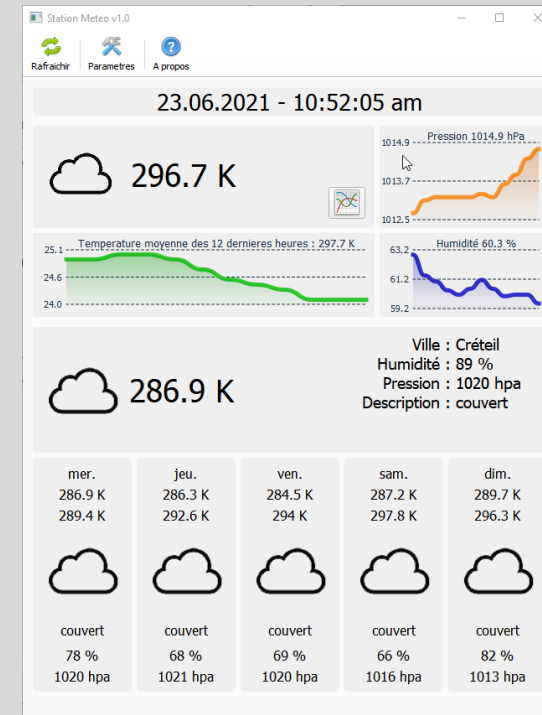 Station Meteo v1.0
Rafraichir Parametres A propos
23.06.2021 - 10:52:05 am
296.7 K
Pression 1014.9 hPa
1014.9
1013.7
1012.5
Temperature moyenne des 12 dernieres heures : 297.7 K
25.1
24.6
24.0
Humidité 60.3 %
63.2
61.2
59.2
286.9 K
Ville : Créteil
Humidité : 89 %
Pression : 1020 hpa
Description : couvert
mer. jeu. ven. sam. dim.
286.9 K 286.3 K 284.5 K 287.2 K 289.7 K
289.4 K 292.6 K 294 K 297.8 K 296.3 K
couvert couvert couvert couvert couvert
78 % 68 % 69 % 66 % 82 %
1020 hpa 1021 hpa 1020 hpa 1016 hpa 1013 hpa